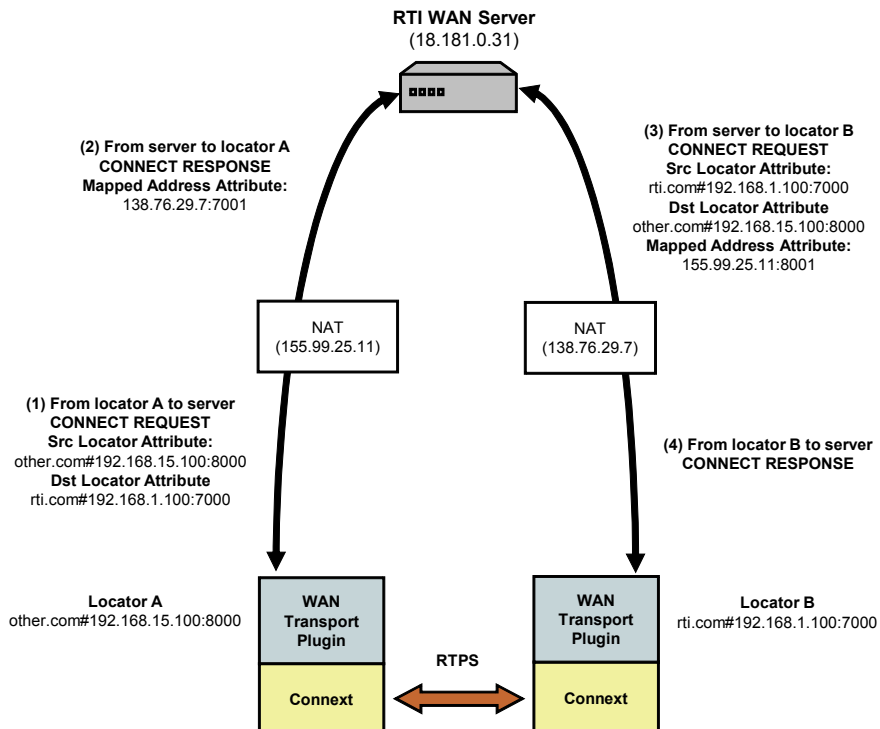 RTI WAN Server
(18.181.0.31)
(2) From server to locator A
CONNECT RESPONSE
Mapped Address Attribute:
138.76.29.7:7001
(3) From server to locator B
CONNECT REQUEST
Src Locator Attribute:
rti.com#192.168.1.100:7000
Dst Locator Attribute
other.com#192.168.15.100:8000
Mapped Address Attribute:
155.99.25.11:8001
NAT
(155.99.25.11)
NAT
(138.76.29.7)
(1) From locator A to server
CONNECT REQUEST
Src Locator Attribute:
other.com#192.168.15.100:8000
Dst Locator Attribute
rti.com#192.168.1.100:7000
(4) From locator B to server
CONNECT RESPONSE
Locator A
other.com#192.168.15.100:8000
WAN
Transport
Plugin
Connext
RTPS
WAN
Transport
Plugin
Connext
Locator B
rti.com#192.168.1.100:7000